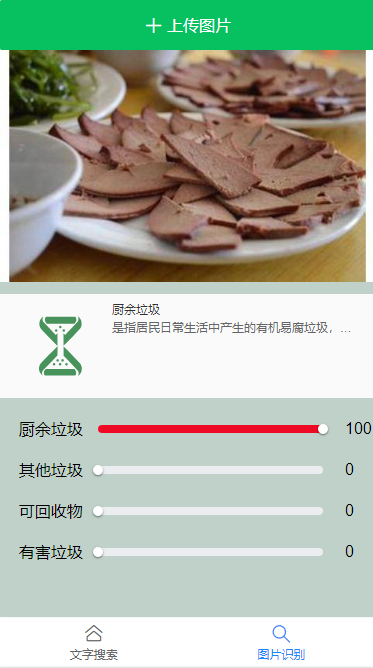 上传图片
厨余垃圾
是指居民日常生活中产生的有机易腐垃圾，...
厨余垃圾 100
其他垃圾 0
可回收物 0
有害垃圾 0
文字搜索 图片识别